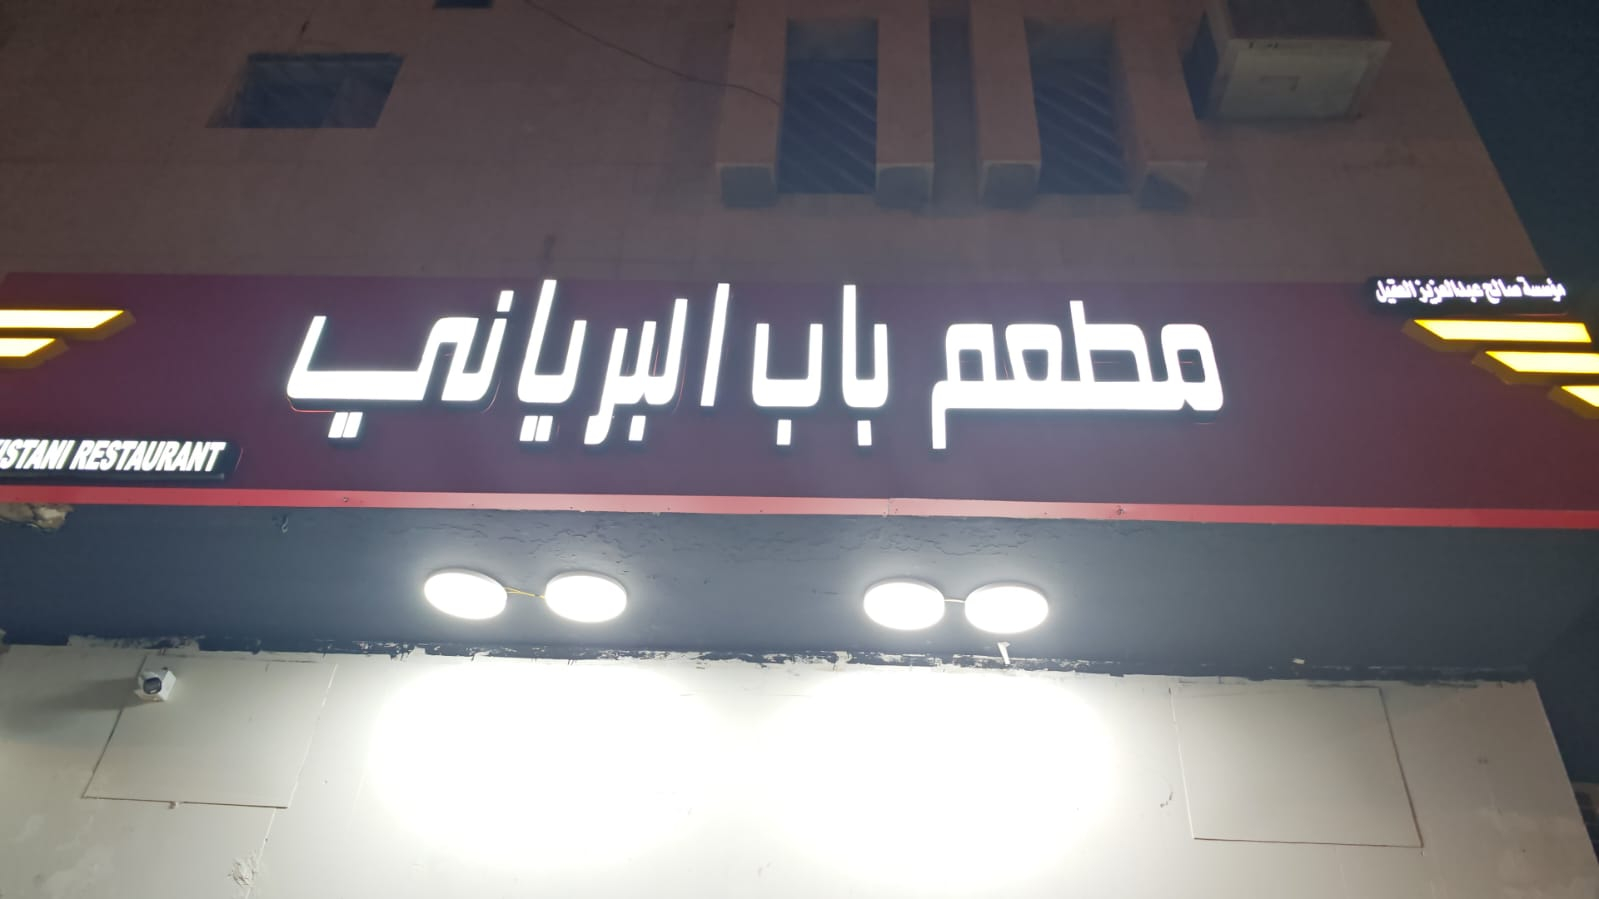 مؤسسة صالح عبدالعزيز العقيل
مطعم باب البرياني
ISTANI RESTAURANT